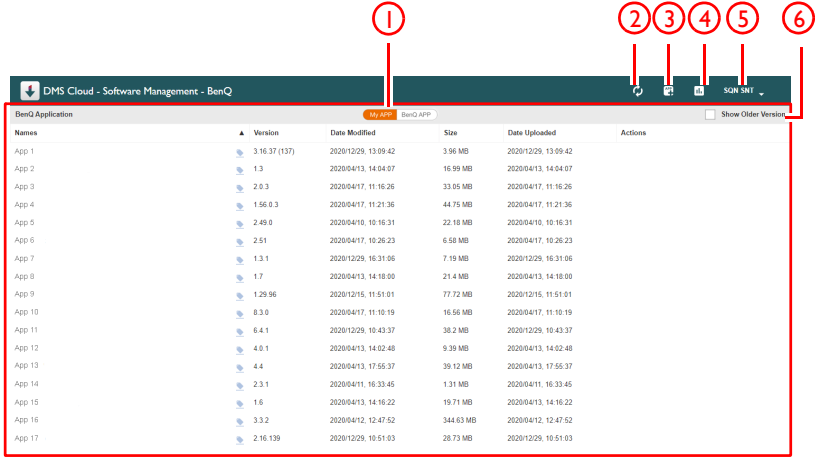 1 2 3 4 5 6
DMS Cloud - Software Management - BenQ APP SQN SNT
BenQ Application My APP BenQ APP Show Older Version
Names Version Date Modified Size Date Uploaded Actions
App 1 3.16.37 (137) 2020/12/29, 13:09:42 3.96 MB 2020/12/29, 13:09:42
App 2 1.3 2020/04/13, 14:04:07 16.99 MB 2020/04/13, 14:04:07
App 3 2.0.3 2020/04/17, 11:16:26 33.05 MB 2020/04/17, 11:16:26
App 4 1.56.0.3 2020/04/17, 11:21:36 44.75 MB 2020/04/17, 11:21:36
App 5 2.49.0 2020/04/10, 10:16:31 22.18 MB 2020/04/10, 10:16:31
App 6 2.51 2020/04/17, 10:26:23 6.58 MB 2020/04/17, 10:26:23
App 7 1.3.1 2020/12/29, 16:31:06 7.19 MB 2020/12/29, 16:31:06
App 8 1.7 2020/04/13, 14:18:00 21.4 MB 2020/04/13, 14:18:00
App 9 1.29.96 2020/12/15, 11:51:01 77.72 MB 2020/12/15, 11:51:01
App 10 8.3.0 2020/04/17, 11:10:19 16.56 MB 2020/04/17, 11:10:19
App 11 6.4.1 2020/12/29, 10:43:37 38.2 MB 2020/12/29, 10:43:37
App 12 4.0.1 2020/04/13, 14:02:48 9.39 MB 2020/04/13, 14:02:48
App 13 4.4 2020/04/13, 17:55:37 39.12 MB 2020/04/13, 17:55:37
App 14 2.3.1 2020/04/11, 16:33:45 1.31 MB 2020/04/11, 16:33:45
App 15 1.6 2020/04/13, 14:16:22 19.71 MB 2020/04/13, 14:16:22
App 16 3.3.2 2020/04/12, 12:47:52 344.63 MB 2020/04/12, 12:47:52
App 17 2.16.139 2020/12/29, 10:51:03 28.73 MB 2020/12/29, 10:51:03